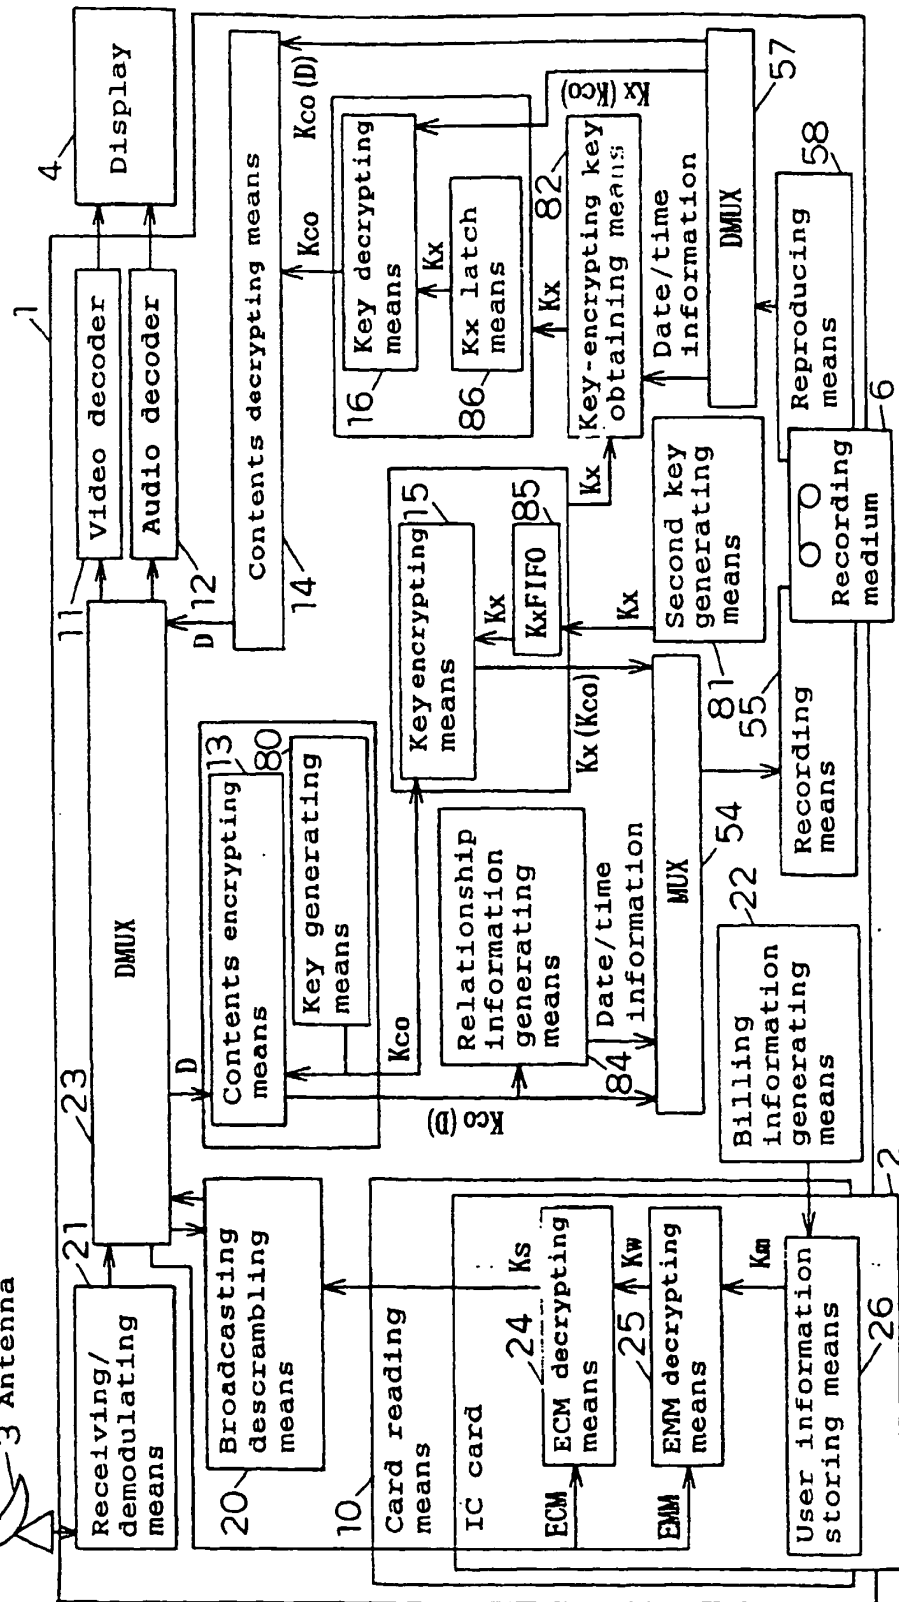 3 Antenna
Receiving/
demodulating
means
21
23
DMUX
11
Video decoder
Audio decoder
12
1
4
Display
20
Broadcasting
descrambling
means
D
Contents encrypting
means
13
Key generating
means
80
Kco
Kco(D)
D
14
Contents decrypting means
Kco(D)
Kco
Key decrypting
means
16
Kx
Kx latch
means
86
Kx
Kx(Kco)
82
Key-encrypting key
obtaining means
Kx
Date/time
information
DMUX
57
Reproducing
means
58
Key encrypting
means
15
Kx
KxFIFO
85
Kx
Second key
generating
means
81
Kx(Kco)
Relationship
information
generating
means
84
Date/time
information
MUX
54
Recording
means
55
Recording
medium
6
10
Card reading
means
IC card
2
Ks
ECM
24
ECM decrypting
means
Kw
EMM
25
EMM decrypting
means
Km
User information
storing means
26
Billing
information
generating
means
22